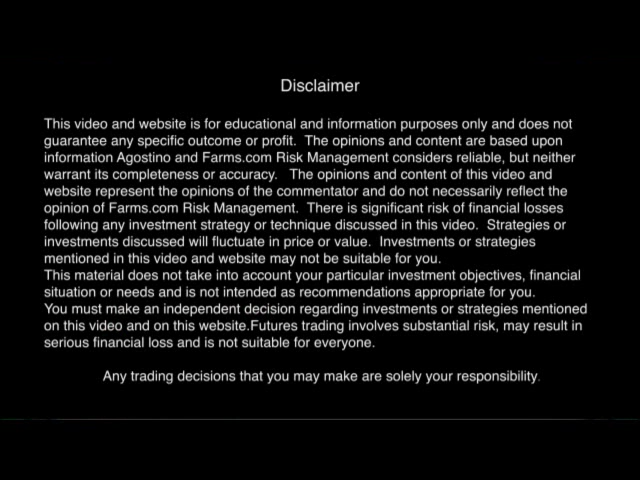 Disclaimer
This video and website is for educational and information purposes only and does not
guarantee any specific outcome or profit.  The opinions and content are based upon
information Agostino and Farms.com Risk Management considers reliable, but neither
warrant its completeness or accuracy.   The opinions and content of this video and
website represent the opinions of the commentator and do not necessarily reflect the
opinion of Farms.com Risk Management.  There is significant risk of financial losses
following any investment strategy or technique discussed in this video.  Strategies or
investments discussed will fluctuate in price or value.  Investments or strategies
mentioned in this video and website may not be suitable for you.
This material does not take into account your particular investment objectives, financial
situation or needs and is not intended as recommendations appropriate for you.
You must make an independent decision regarding investments or strategies mentioned
on this video and on this website.Futures trading involves substantial risk, may result in
serious financial loss and is not suitable for everyone.
Any trading decisions that you may make are solely your responsibility.